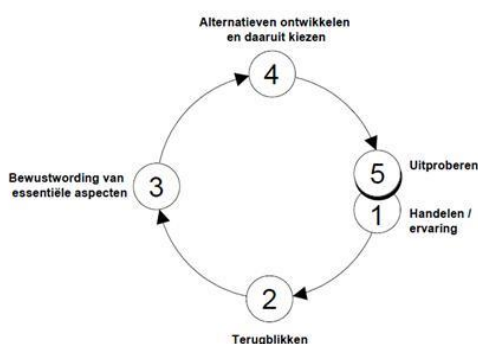 Alternatieven ontwikkelen
en daaruit kiezen
4
5
Uitproberen
Bewustwording van
essentiële aspecten
3
1
Handelen /
ervaring
2
Terugblikken